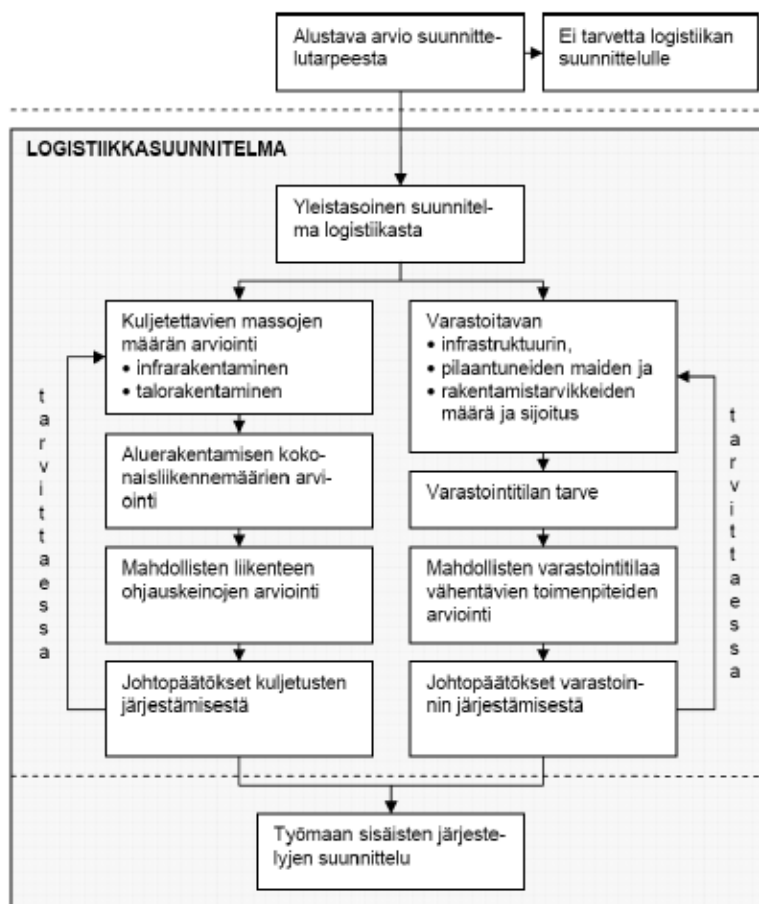 Alustava arvio suunnitte-
lutarpeesta
Ei tarvetta logistiikan
suunnittelulle
LOGISTIIKKASUUNNITELMA
Yleistasoinen suunnitel-
ma logistiikasta
Kuljetettavien massojen
määrän arviointi
• infrarakentaminen
• talorakentaminen
Aluerakentamisen koko-
naisliikennemäärien arvi-
ointi
Mahdollisten liikenteen
ohjauskeinojen arviointi
Johtopäätökset kuljetusten
järjestämisestä
tarvittaessa
Varastoitavan
• infrastruktuurin,
• pilaantuneiden maiden ja
• rakentamistarvikkeiden
määrä ja sijoitus
Varastointitilan tarve
Mahdollisten varastointitilaa
vähentävien toimenpiteiden
arviointi
Johtopäätökset varastoin-
nin järjestämisestä
tarvittaessa
Työmaan sisäisten järjeste-
lyjen suunnittelu